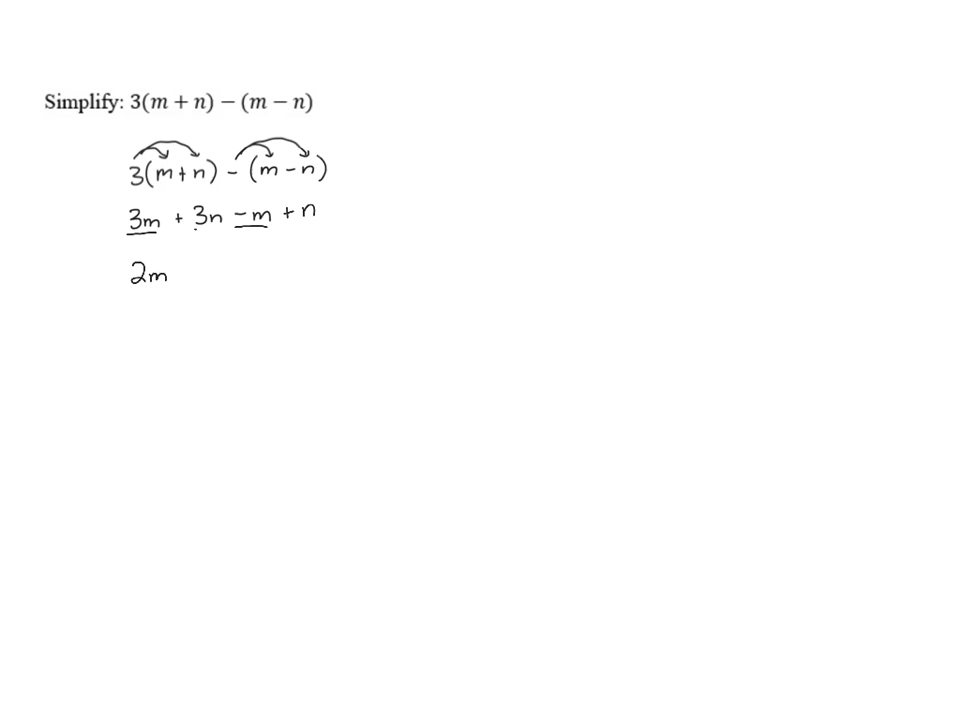 Simplify: 3(m + n) − (m − n)
3(m+n) - (m-n)
3m + 3n -m +n
2m